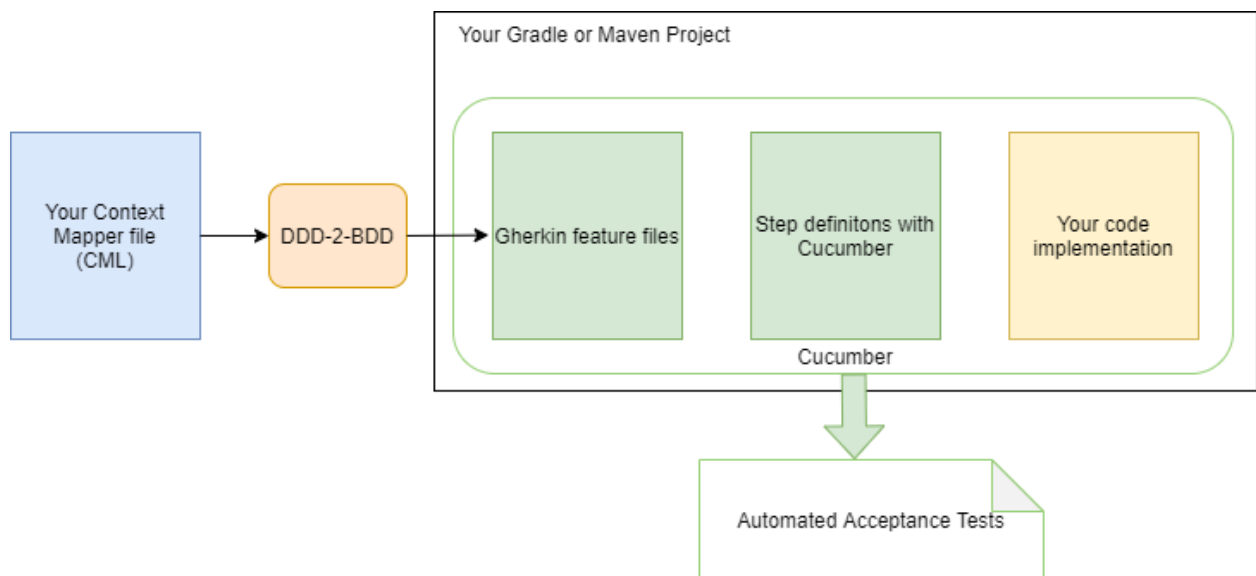 Your Gradle or Maven Project
Your Context
Mapper file
(CML)
DDD-2-BDD
Gherkin feature files
Step definitons with
Cucumber
Your code
implementation
Cucumber
Automated Acceptance Tests